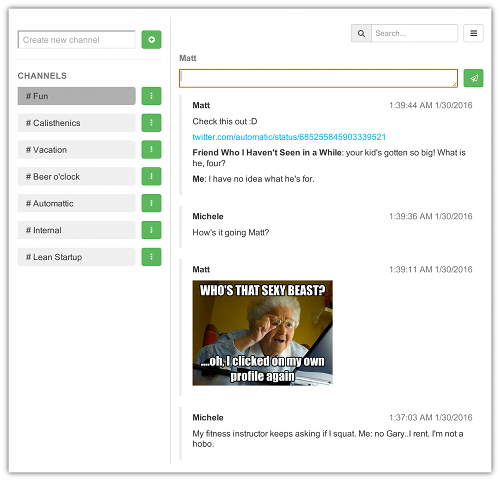 Create new channel
CHANNELS
# Fun
# Calisthenics
# Vacation
# Beer o'clock
# Automattic
# Internal
# Lean Startup
Search...
Matt
Matt 1:39:44 AM 1/30/2016
Check this out :D
twitter.com/automatic/status/685255845903339521
Friend Who I Haven't Seen in a While: your kid's gotten so big! What is
he, four?
Me: I have no idea what he's for.
Michele 1:39:36 AM 1/30/2016
How's it going Matt?
Matt 1:39:11 AM 1/30/2016
WHO'S THAT SEXY BEAST?
....oh, I clicked on my own
profile again
Michele 1:37:03 AM 1/30/2016
My fitness instructor keeps asking if I squat. Me: no Gary..I rent. I'm not a
hobo.